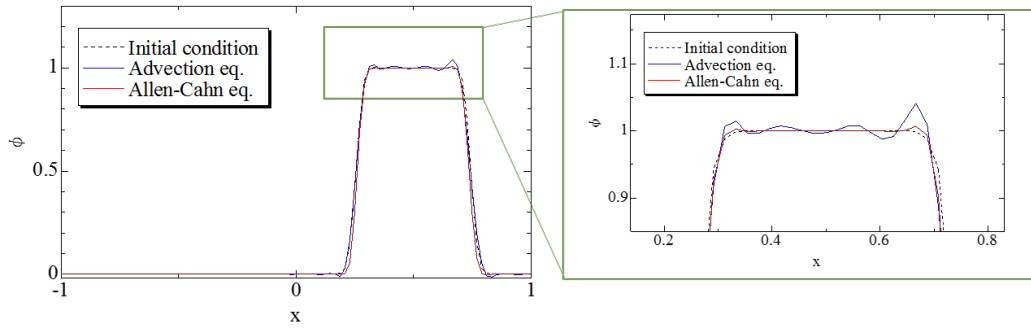 Initial condition
Advection eq.
Allen-Cahn eq.
1
0.5
0
ϕ
-1
0
1
x
Initial condition
Advection eq.
Allen-Cahn eq.
1.1
1
0.9
ϕ
0.2
0.4
0.6
0.8
x